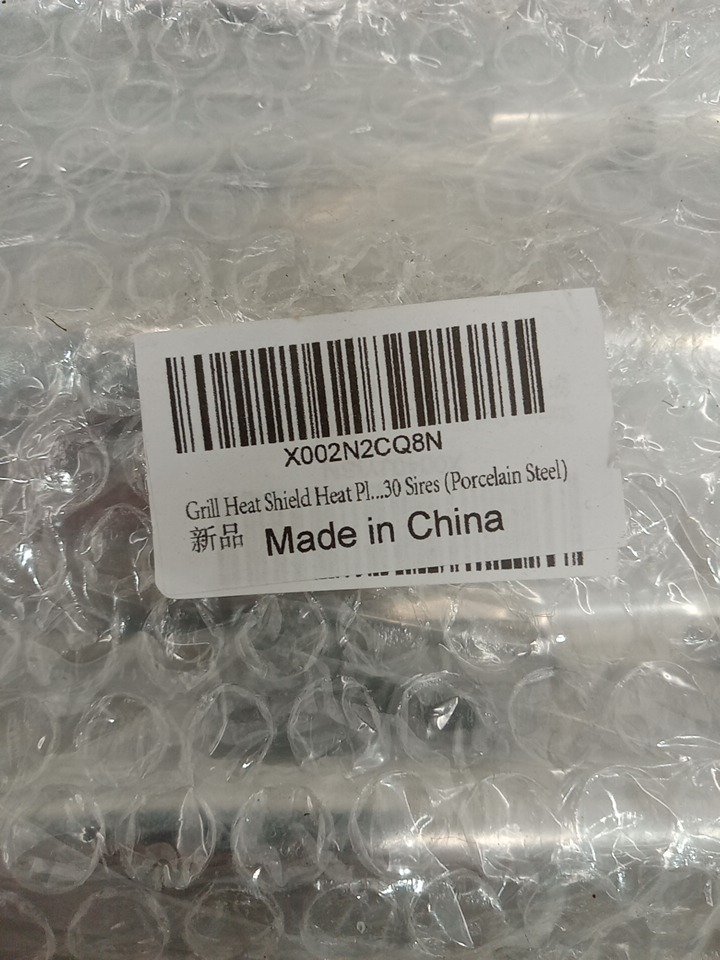 X002N2CQ8N
Grill Heat Shield Heat Pl...30 Sires (Porcelain Steel)
新品 Made in China